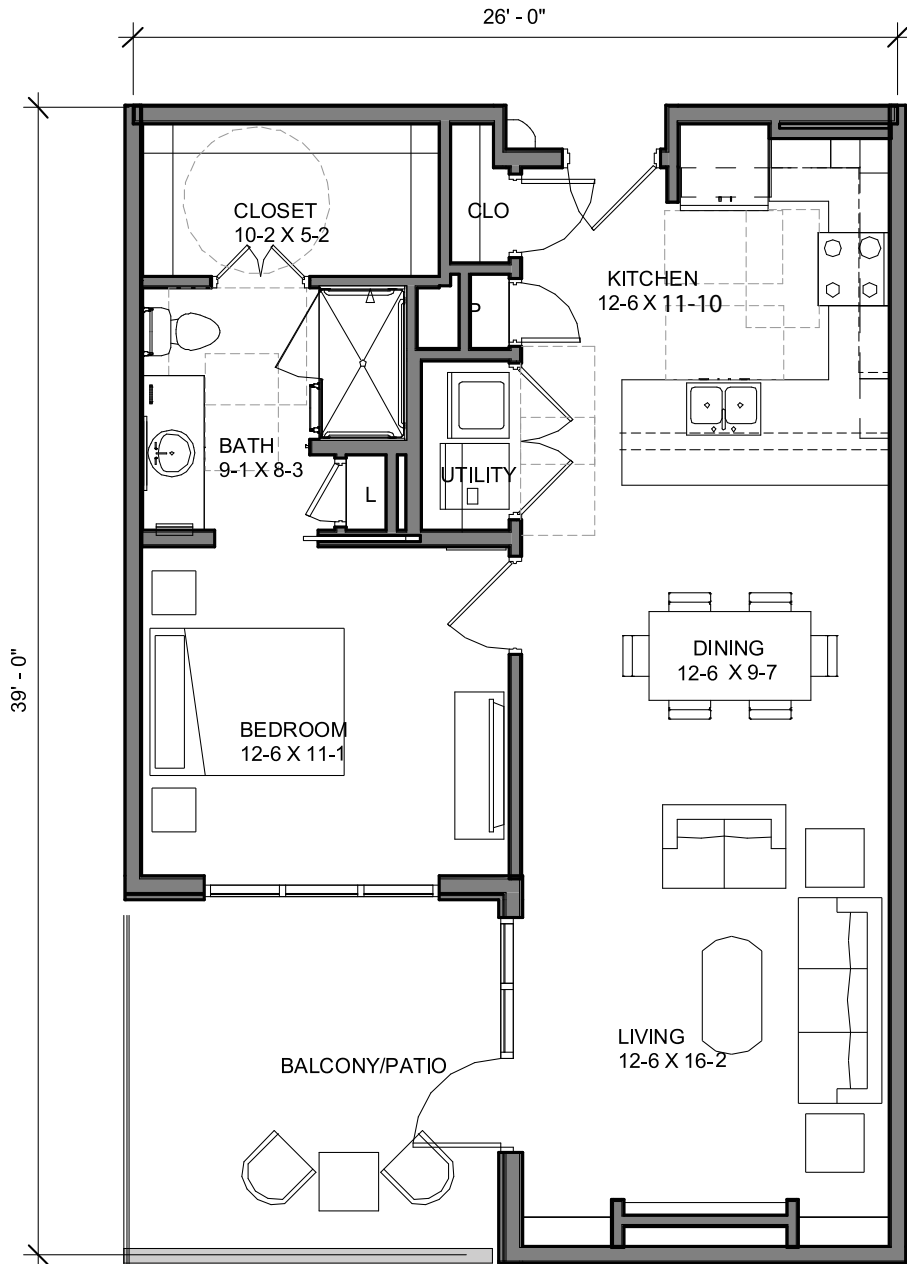 26' - 0"
CLOSET
10-2 X 5-2
CLO
KITCHEN
12-6 X 11-10
P
BATH
9-1 X 8-3
L
UTILITY
39' - 0"
DINING
12-6 X 9-7
BEDROOM
12-6 X 11-1
LIVING
12-6 X 16-2
BALCONY/PATIO